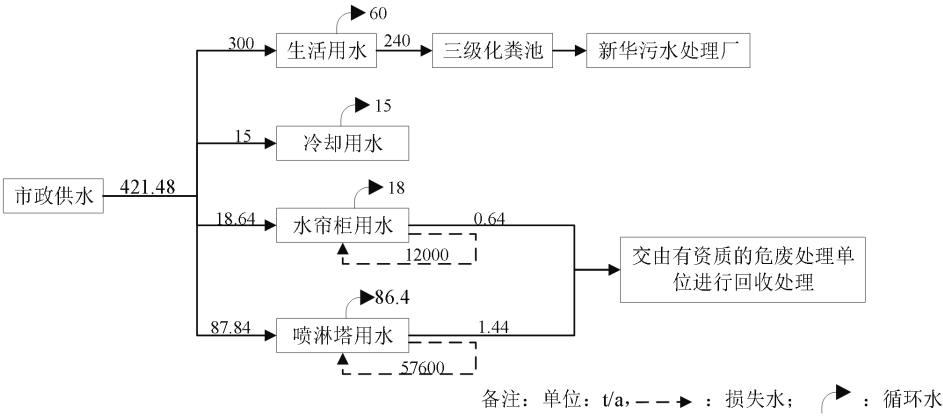 60
300
生活用水
240
三级化粪池
新华污水处理厂
15
15
冷却用水
市政供水
421.48
18
18.64
水帘柜用水
0.64
12000
交由有资质的危废处理单
位进行回收处理
86.4
87.84
喷淋塔用水
1.44
57600
备注：单位：t/a，：损失水；：循环水